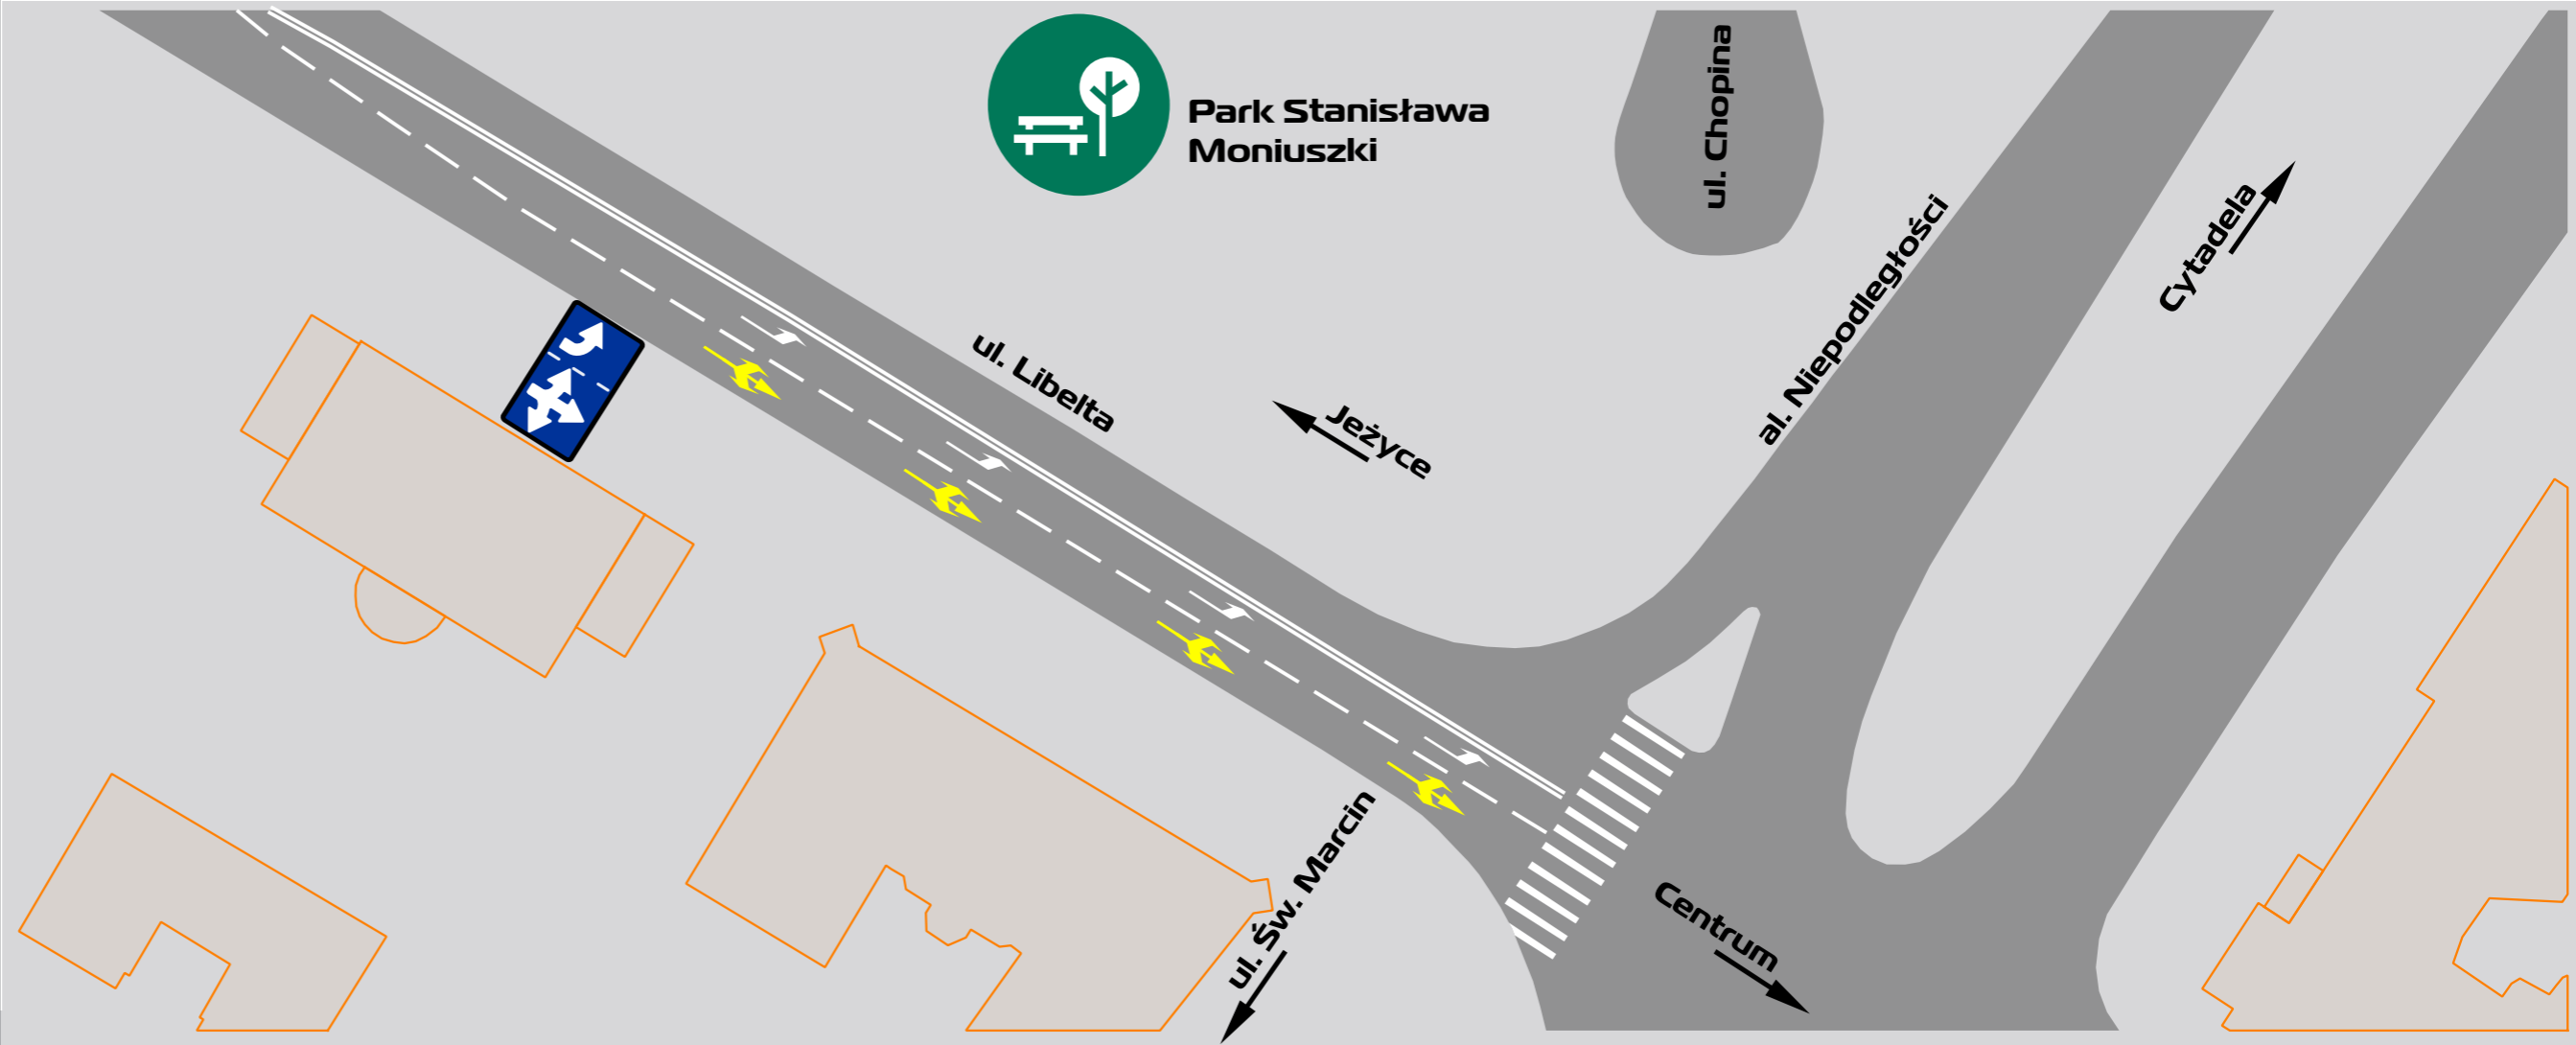 Park Stanisława
Moniuszki
ul. Chopina
al. Niepodległości
Cytadela
ul. Libelta
Jeżyce
ul. Św. Marcin
Centrum